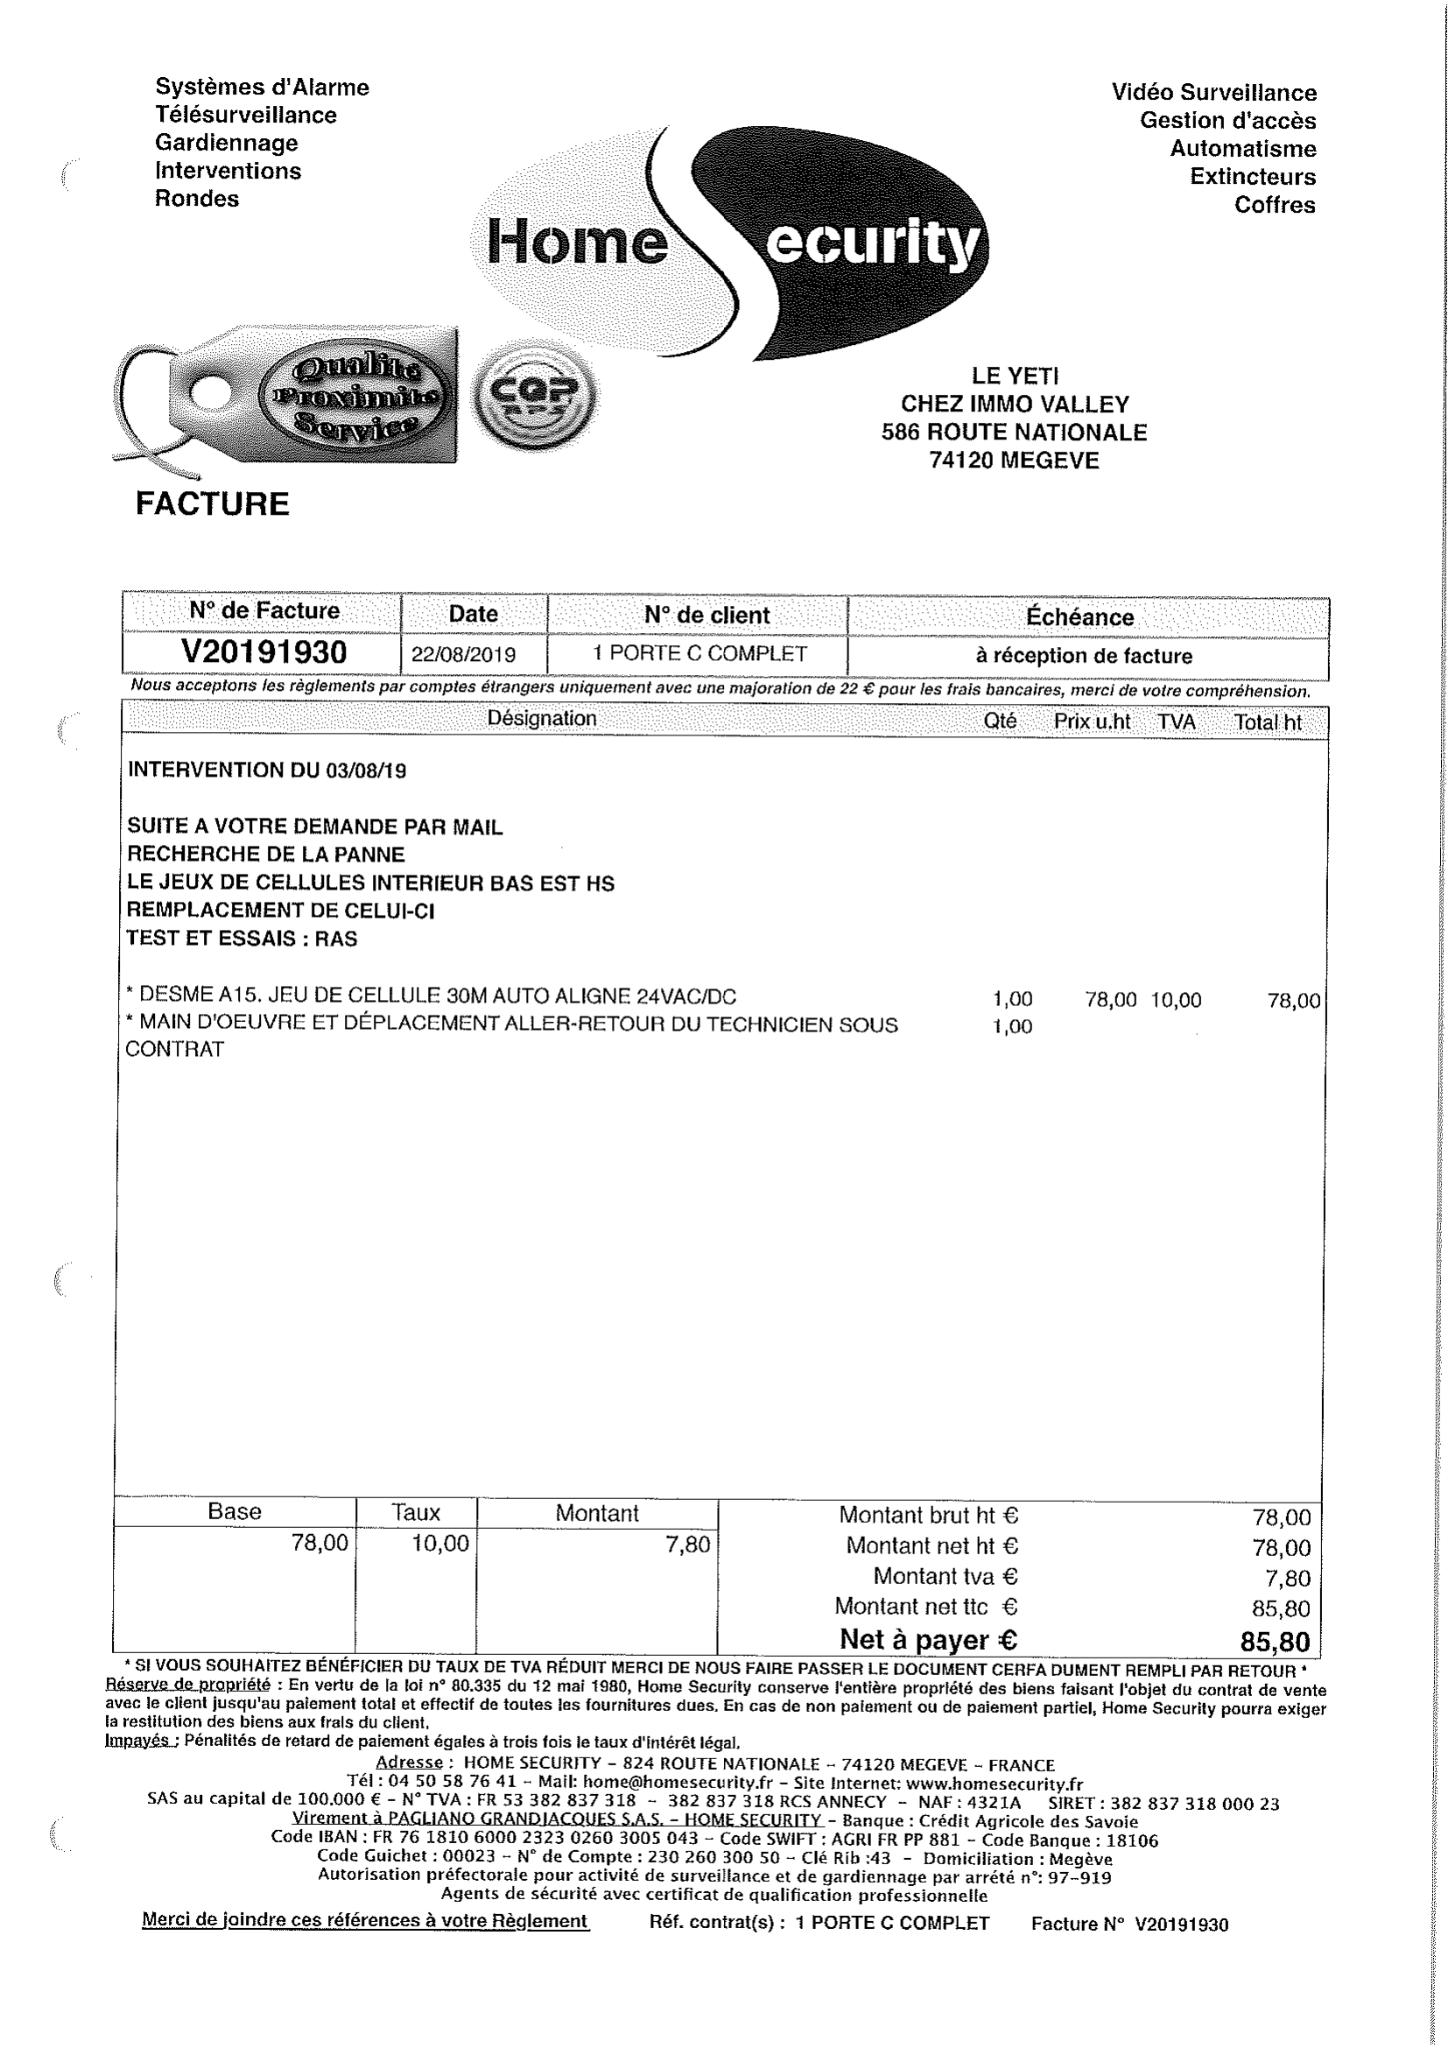 Systèmes d'Alarme
Télésurveillance
Gardiennage
Interventions
Rondes
Vidéo Surveillance
Gestion d'accès
Automatisme
Extincteurs
Coffres
Home Security
Qualité
Proximité
Service
CQP
APS
LE YETI
CHEZ IMMO VALLEY
586 ROUTE NATIONALE
74120 MEGEVE
FACTURE
N° de Facture Date N° de client Échéance
V20191930 22/08/2019 1 PORTE C COMPLET à réception de facture
Nous acceptons les règlements par comptes étrangers uniquement avec une majoration de 22 € pour les frais bancaires, merci de votre compréhension.
Désignation Qté Prix u.ht TVA Total ht
INTERVENTION DU 03/08/19
SUITE A VOTRE DEMANDE PAR MAIL
RECHERCHE DE LA PANNE
LE JEUX DE CELLULES INTERIEUR BAS EST HS
REMPLACEMENT DE CELUI-CI
TEST ET ESSAIS : RAS
* DESME A15. JEU DE CELLULE 30M AUTO ALIGNE 24VAC/DC 1,00 78,00 10,00 78,00
* MAIN D'OEUVRE ET DÉPLACEMENT ALLER-RETOUR DU TECHNICIEN SOUS 1,00
CONTRAT
Base Taux Montant
78,00 10,00 7,80
Montant brut ht € 78,00
Montant net ht € 78,00
Montant tva € 7,80
Montant net ttc € 85,80
Net à payer € 85,80
* SI VOUS SOUHAITEZ BÉNÉFICIER DU TAUX DE TVA RÉDUIT MERCI DE NOUS FAIRE PASSER LE DOCUMENT CERFA DUMENT REMPLI PAR RETOUR *
Réserve de propriété : En vertu de la loi n° 80.335 du 12 mai 1980, Home Security conserve l'entière propriété des biens faisant l'objet du contrat de vente
avec le client jusqu'au paiement total et effectif de toutes les fournitures dues. En cas de non paiement ou de paiement partiel, Home Security pourra exiger
la restitution des biens aux frais du client.
Impayés : Pénalités de retard de paiement égales à trois fois le taux d'intérêt légal.
Adresse : HOME SECURITY – 824 ROUTE NATIONALE – 74120 MEGEVE – FRANCE
Tél : 04 50 58 76 41 – Mail: home@homesecurity.fr – Site Internet: www.homesecurity.fr
SAS au capital de 100.000 € – N° TVA : FR 53 382 837 318 – 382 837 318 RCS ANNECY – NAF : 4321A SIRET : 382 837 318 000 23
Virement à PAGLIANO GRANDJACQUES S.A.S. – HOME SECURITY – Banque : Crédit Agricole des Savoie
Code IBAN : FR 76 1810 6000 2323 0260 3005 043 – Code SWIFT : AGRI FR PP 881 – Code Banque : 18106
Code Guichet : 00023 – N° de Compte : 230 260 300 50 – Clé Rib :43 – Domiciliation : Megève
Autorisation préfectorale pour activité de surveillance et de gardiennage par arrété n°: 97–919
Agents de sécurité avec certificat de qualification professionnelle
Merci de joindre ces références à votre Règlement Réf. contrat(s) : 1 PORTE C COMPLET Facture N° V20191930